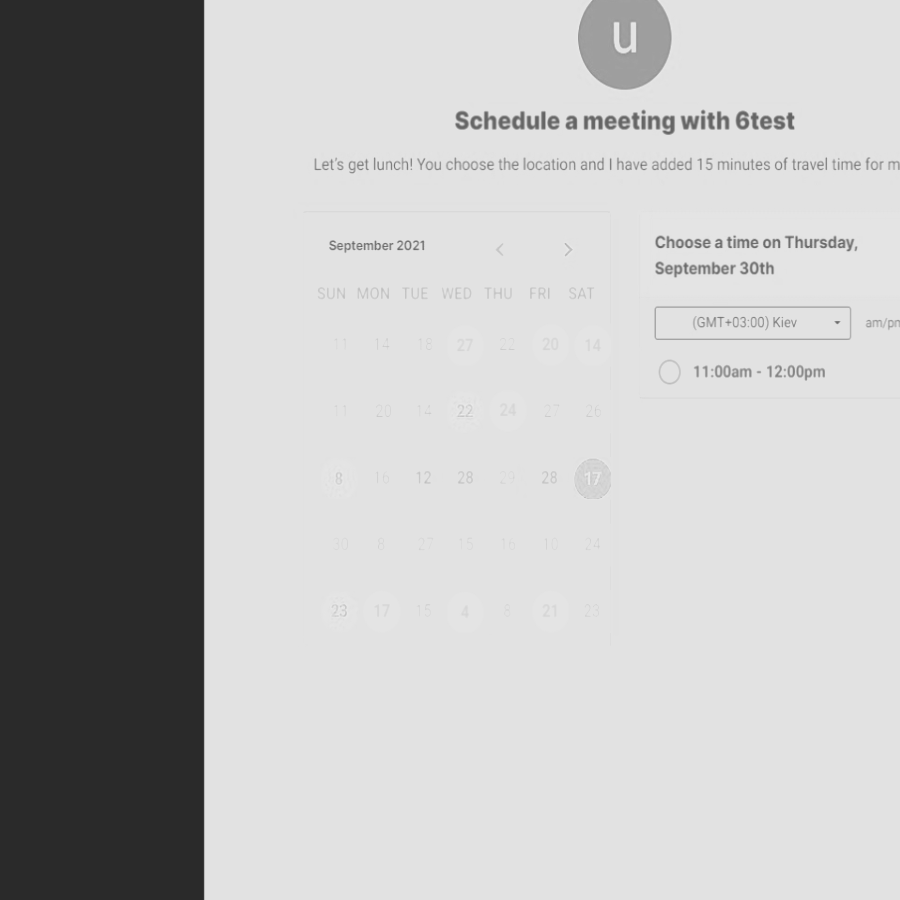 u
Schedule a meeting with 6test
Let's get lunch! You choose the location and I have added 15 minutes of travel time for m
September 2021
SUN MON TUE WED THU FRI SAT
11 14 18 27 22 20 14
11 20 14 22 24 27 26
8 16 12 28 29 28 17
30 8 27 15 16 10 24
23 17 15 4 8 21 23
Choose a time on Thursday,
September 30th
(GMT+03:00) Kiev
am/pm
11:00am - 12:00pm